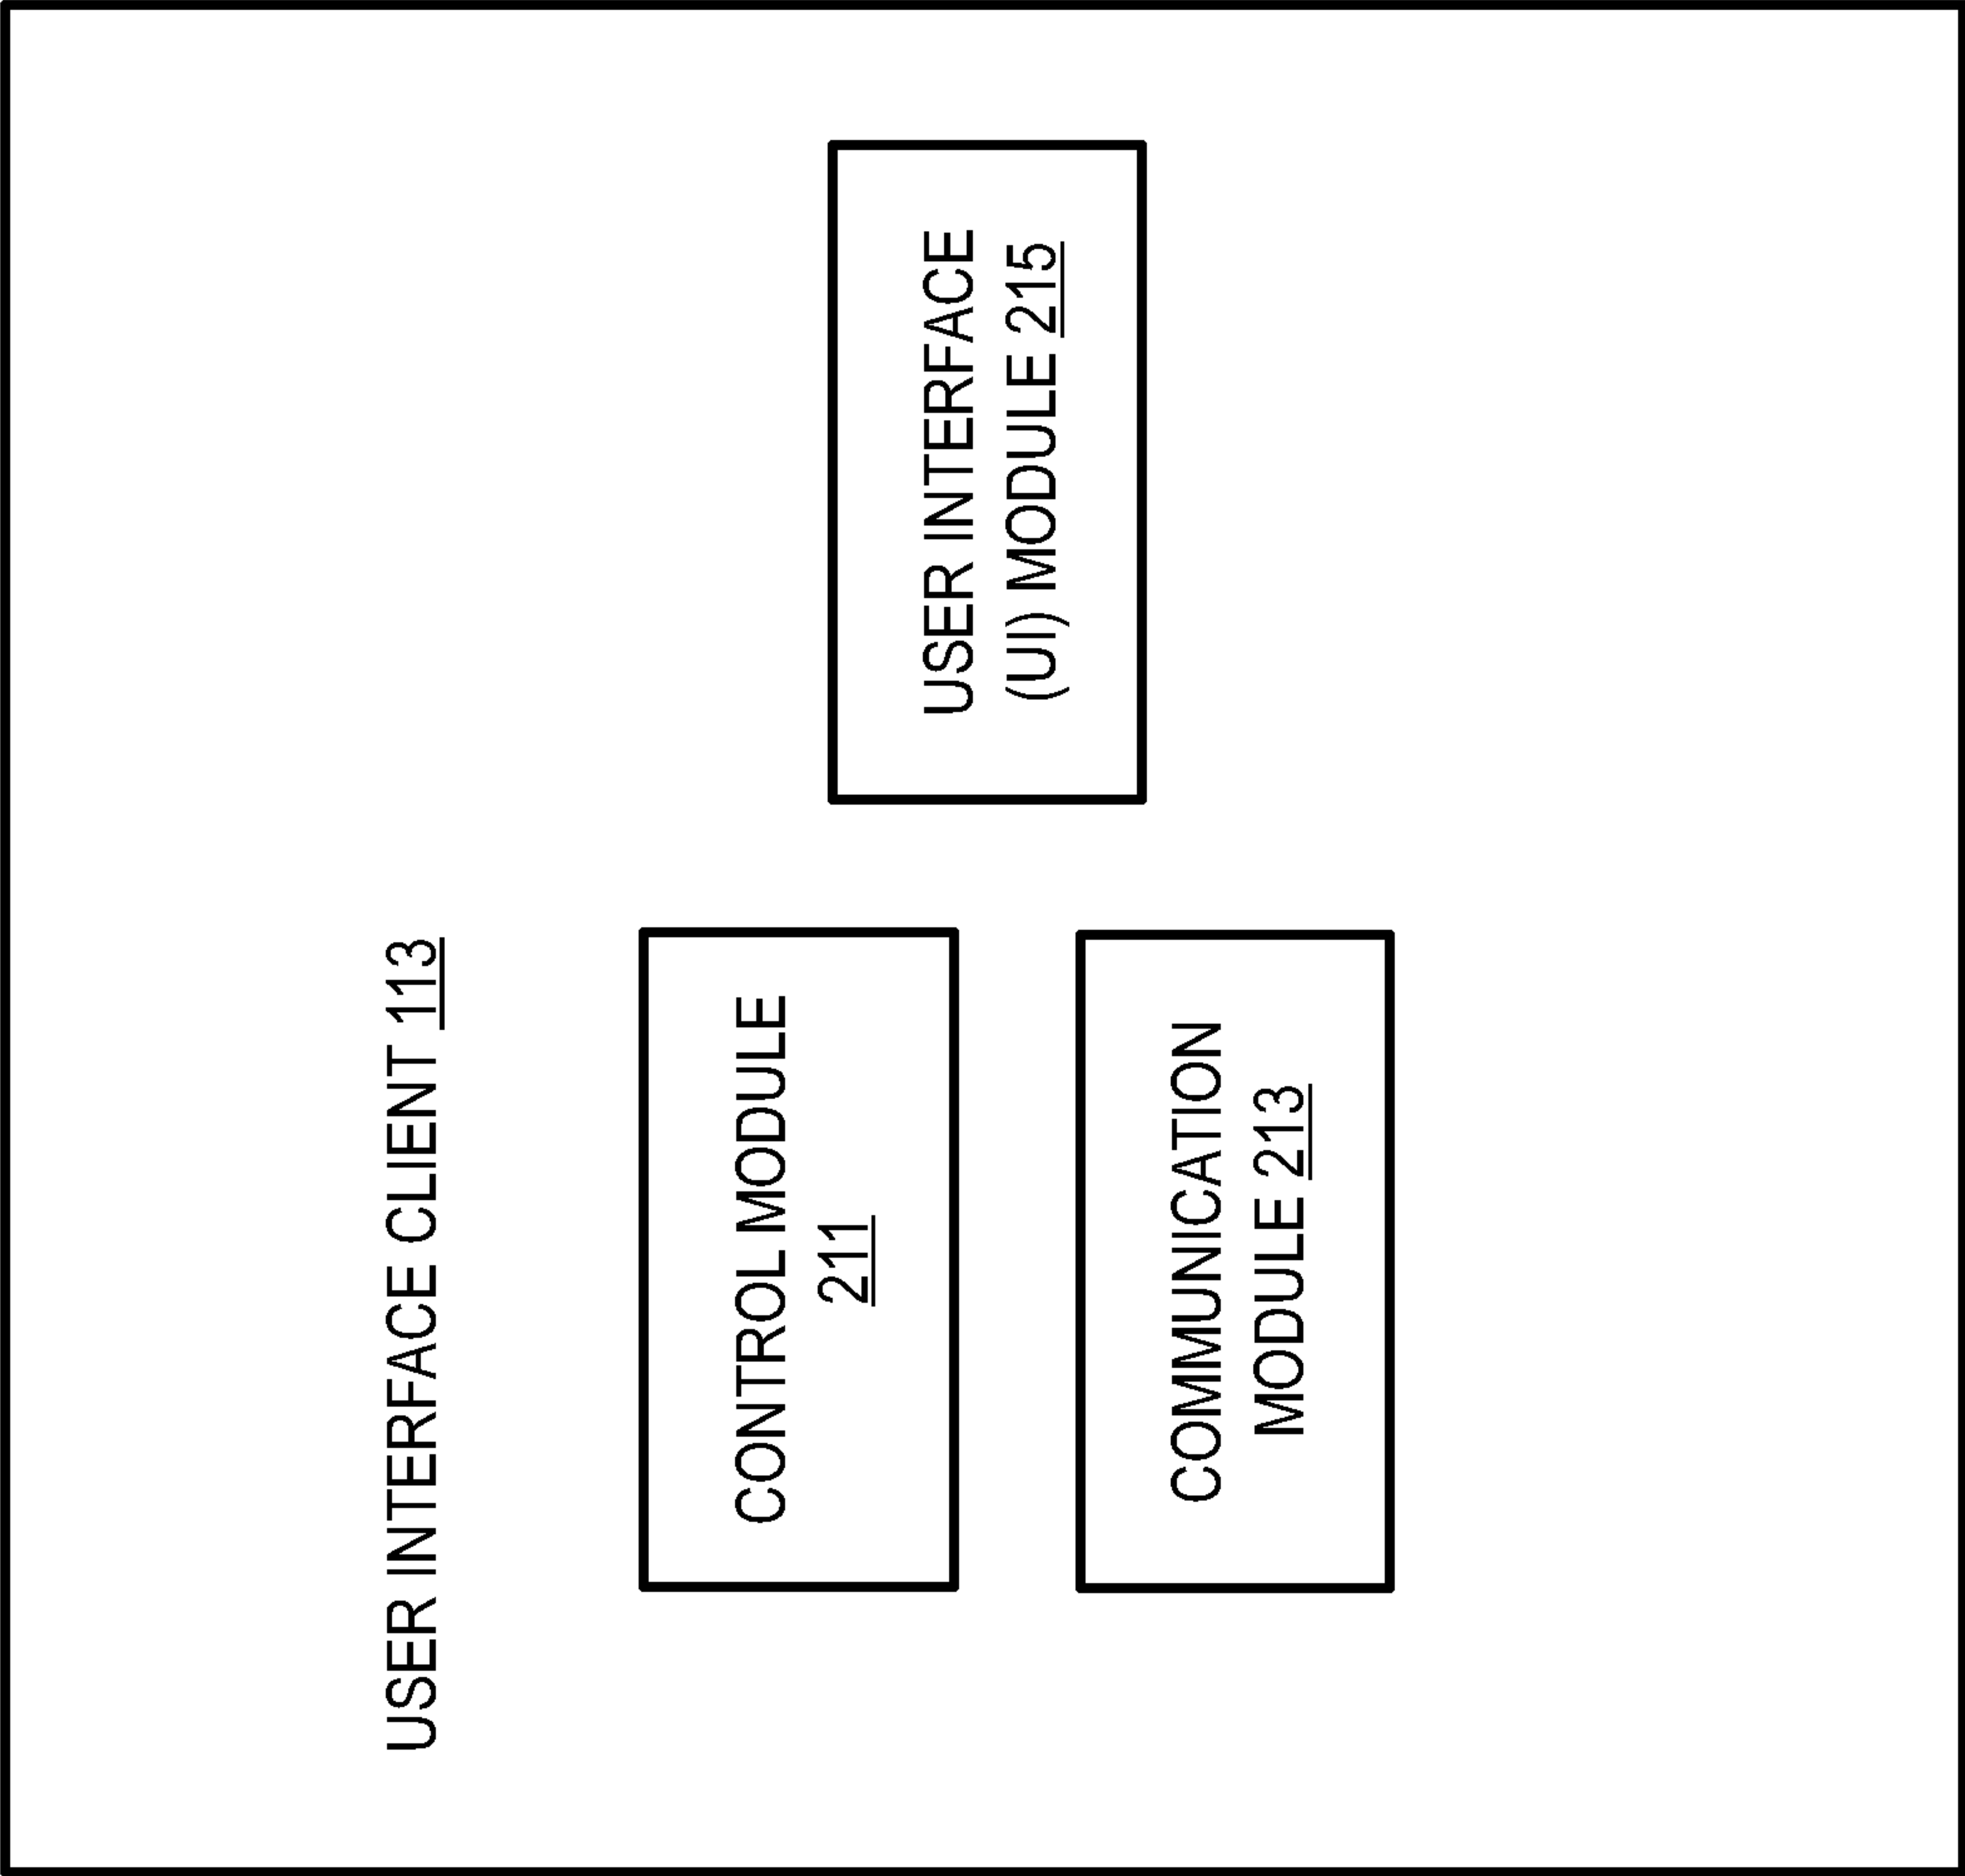 USER INTERFACE CLIENT 113
CONTROL MODULE
211
COMMUNICATION
MODULE 213
USER INTERFACE
(UI) MODULE 215